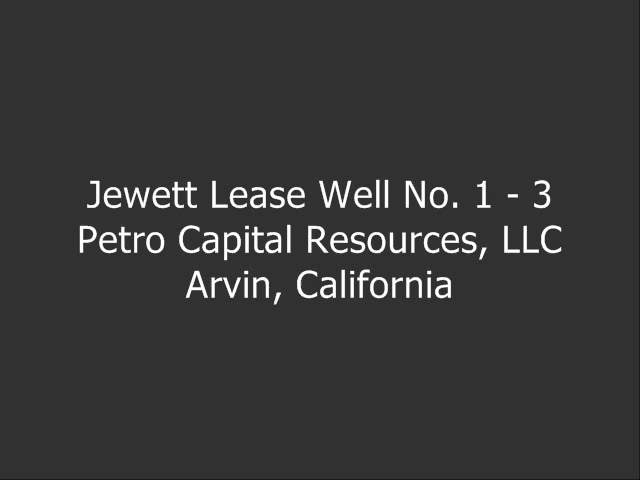 Jewett Lease Well No. 1 - 3
Petro Capital Resources, LLC
Arvin, California